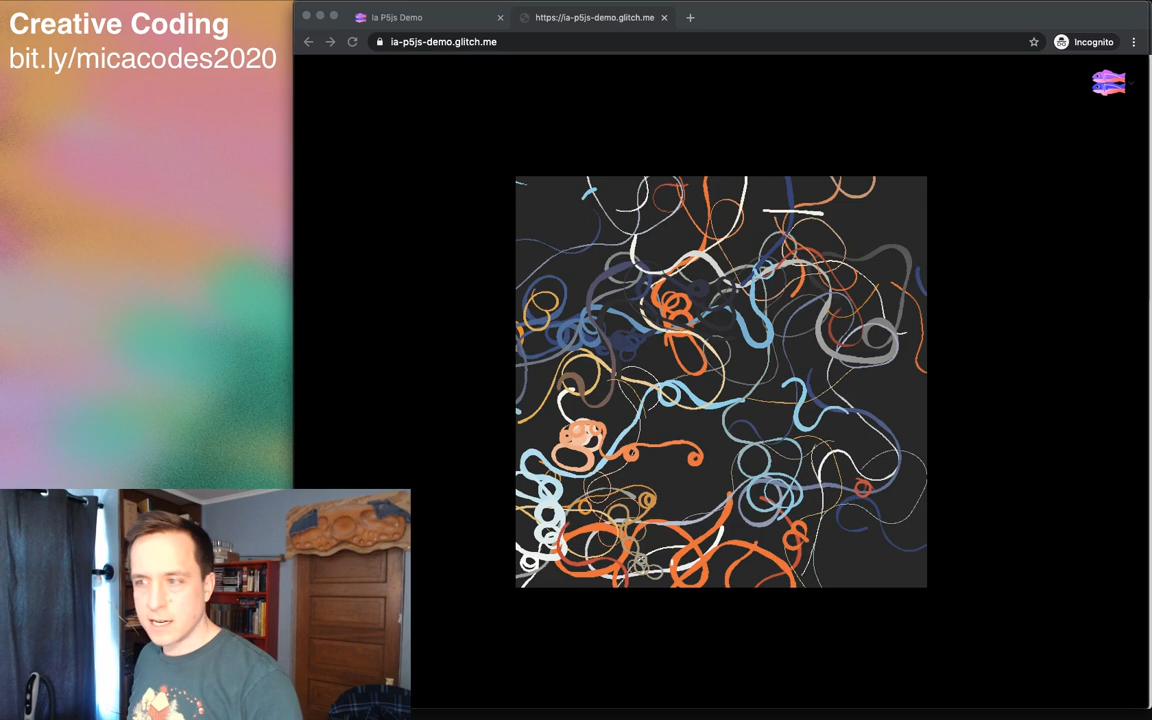 Creative Coding
bit.ly/micacodes2020
Ia P5js Demo
https://ia-p5js-demo.glitch.me
ia-p5js-demo.glitch.me
Incognito